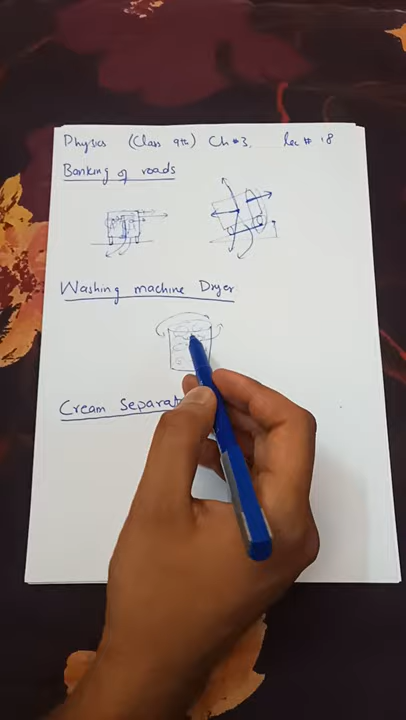 Physics (Class 9th) Ch # 3. lec # 18
Banking of roads
Washing machine Dryer
Cream Separat